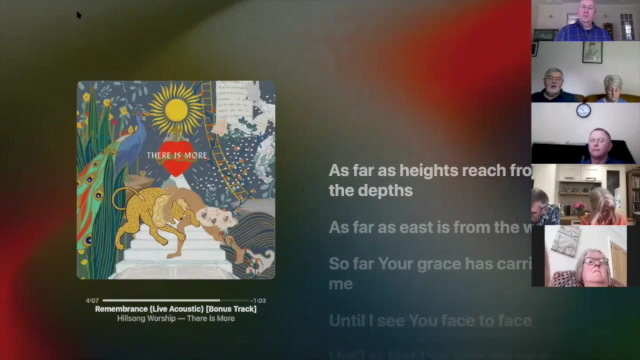 THERE IS MORE
4:07
-1:03
Remembrance (Live Acoustic) [Bonus Track]
Hillsong Worship — There Is More
As far as heights reach fro
the depths
As far as east is from the w
So far Your grace has carri
me
Until I see You face to face